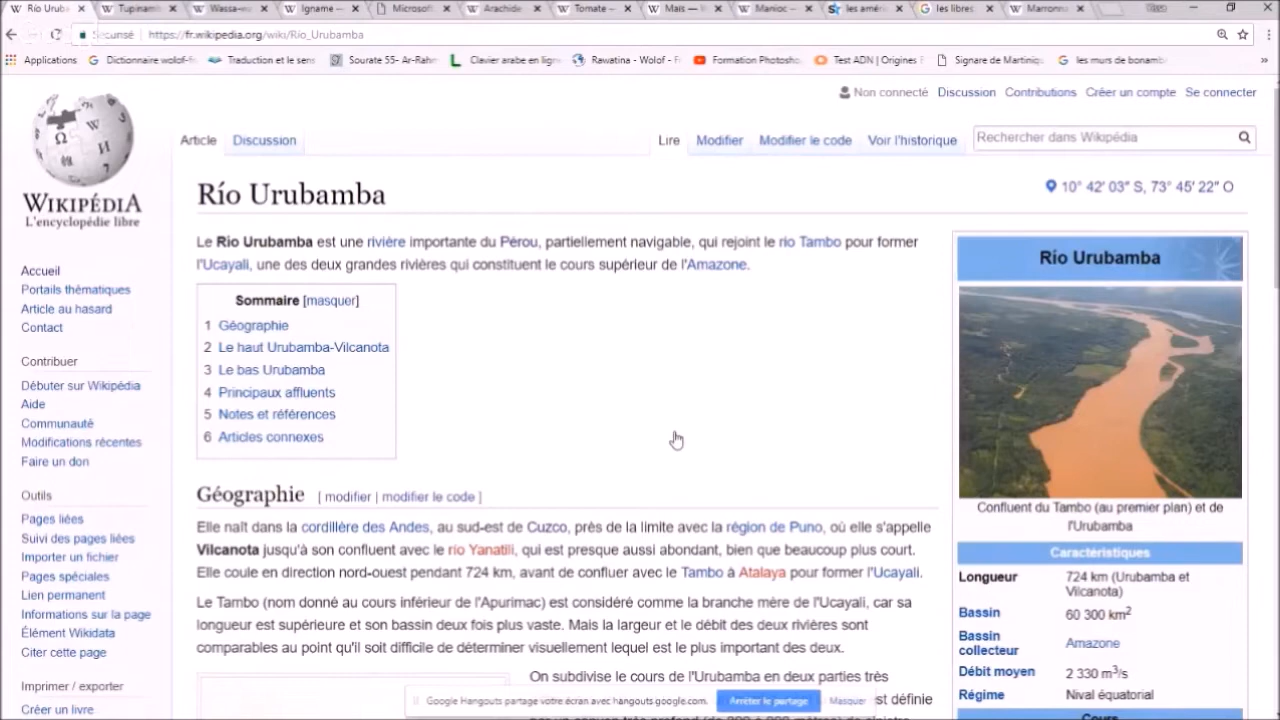 Río Urub
Tupinam
Wassa-
Igname —
Microsof
Arachide
Tomate —
Maïs —
Manioc —
les amér
les libres
Marronn
Sécurisé
https://fr.wikipedia.org/wiki/Río_Urubamba
Applications
Dictionnaire wolof-f
Traduction et le sens
Sourate 55- Ar-Rahm
Clavier arabe en lign
Rawatina - Wolof - F
Formation Photosho
Test ADN | Origines
Signare de Martiniq
les murs de bonamb
»
Non connecté Discussion Contributions Créer un compte Se connecter
Article Discussion Lire Modifier Modifier le code Voir l'historique Rechercher dans Wikipédia
WIKIPÉDIA
L'encyclopédie libre
Accueil
Portails thématiques
Article au hasard
Contact
Contribuer
Débuter sur Wikipédia
Aide
Communauté
Modifications récentes
Faire un don
Outils
Pages liées
Suivi des pages liées
Importer un fichier
Pages spéciales
Lien permanent
Informations sur la page
Élément Wikidata
Citer cette page
Imprimer / exporter
Créer un livre
Río Urubamba
10° 42′ 03″ S, 73° 45′ 22″ O
Le Río Urubamba est une rivière importante du Pérou, partiellement navigable, qui rejoint le río Tambo pour former
l'Ucayali, une des deux grandes rivières qui constituent le cours supérieur de l'Amazone.
Sommaire [masquer]
1 Géographie
2 Le haut Urubamba-Vilcanota
3 Le bas Urubamba
4 Principaux affluents
5 Notes et références
6 Articles connexes
Géographie [ modifier | modifier le code ]
Elle naît dans la cordillère des Andes, au sud-est de Cuzco, près de la limite avec la région de Puno, où elle s'appelle
Vilcanota jusqu'à son confluent avec le río Yanatili, qui est presque aussi abondant, bien que beaucoup plus court.
Elle coule en direction nord-ouest pendant 724 km, avant de confluer avec le Tambo à Atalaya pour former l'Ucayali.
Le Tambo (nom donné au cours inférieur de l'Apurimac) est considéré comme la branche mère de l'Ucayali, car sa
longueur est supérieure et son bassin deux fois plus vaste. Mais la largeur et le débit des deux rivières sont
comparables au point qu'il soit difficile de déterminer visuellement lequel est le plus important des deux.
On subdivise le cours de l'Urubamba en deux parties très
st définie
Río Urubamba
Confluent du Tambo (au premier plan) et de
l'Urubamba
Caractéristiques
Longueur 724 km (Urubamba et
Vilcanota)
Bassin 60 300 km²
Bassin
collecteur Amazone
Débit moyen 2 330 m³/s
Régime Nival équatorial
Cours
Google Hangouts partage votre écran avec hangouts.google.com. Arrêter le partage Masquer